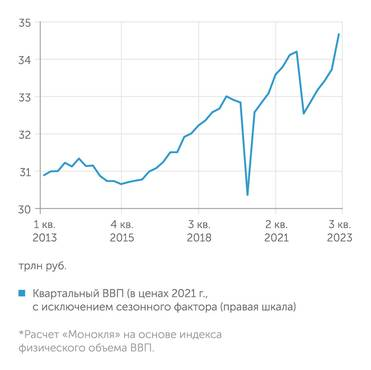 35
34
33
32
31
30
1 кв. 4 кв. 3 кв. 2 кв. 3 кв.
2013 2015 2018 2021 2023
трлн руб.
Квартальный ВВП (в ценах 2021 г.,
с исключением сезонного фактора (правая шкала)
*Расчет «Монокля» на основе индекса
физического объема ВВП.